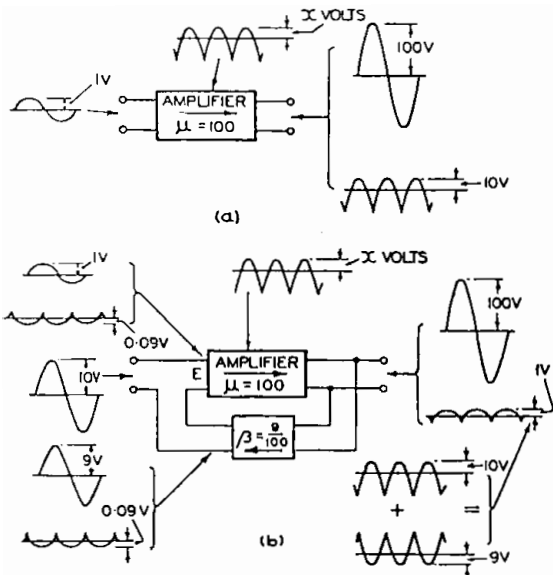 X VOLTS
1V
AMPLIFIER
μ = 100
100V
10V
(a)
1V
0·09V
X VOLTS
100V
1V
10V
E
AMPLIFIER
μ = 100
β = 9/100
9V
0·09V
10V
+
=
9V
(b)